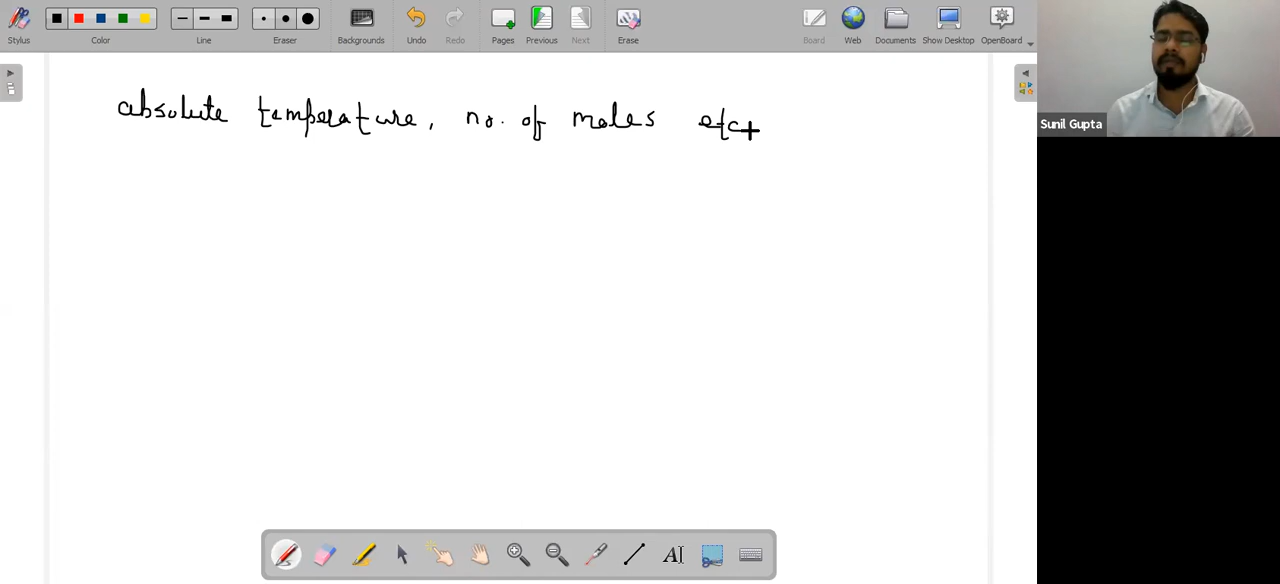 Stylus Color Line Eraser Backgrounds Undo Redo Pages Previous Next Erase Board Web Documents Show Desktop OpenBoard
absolute temperature, no. of moles etc
Sunil Gupta